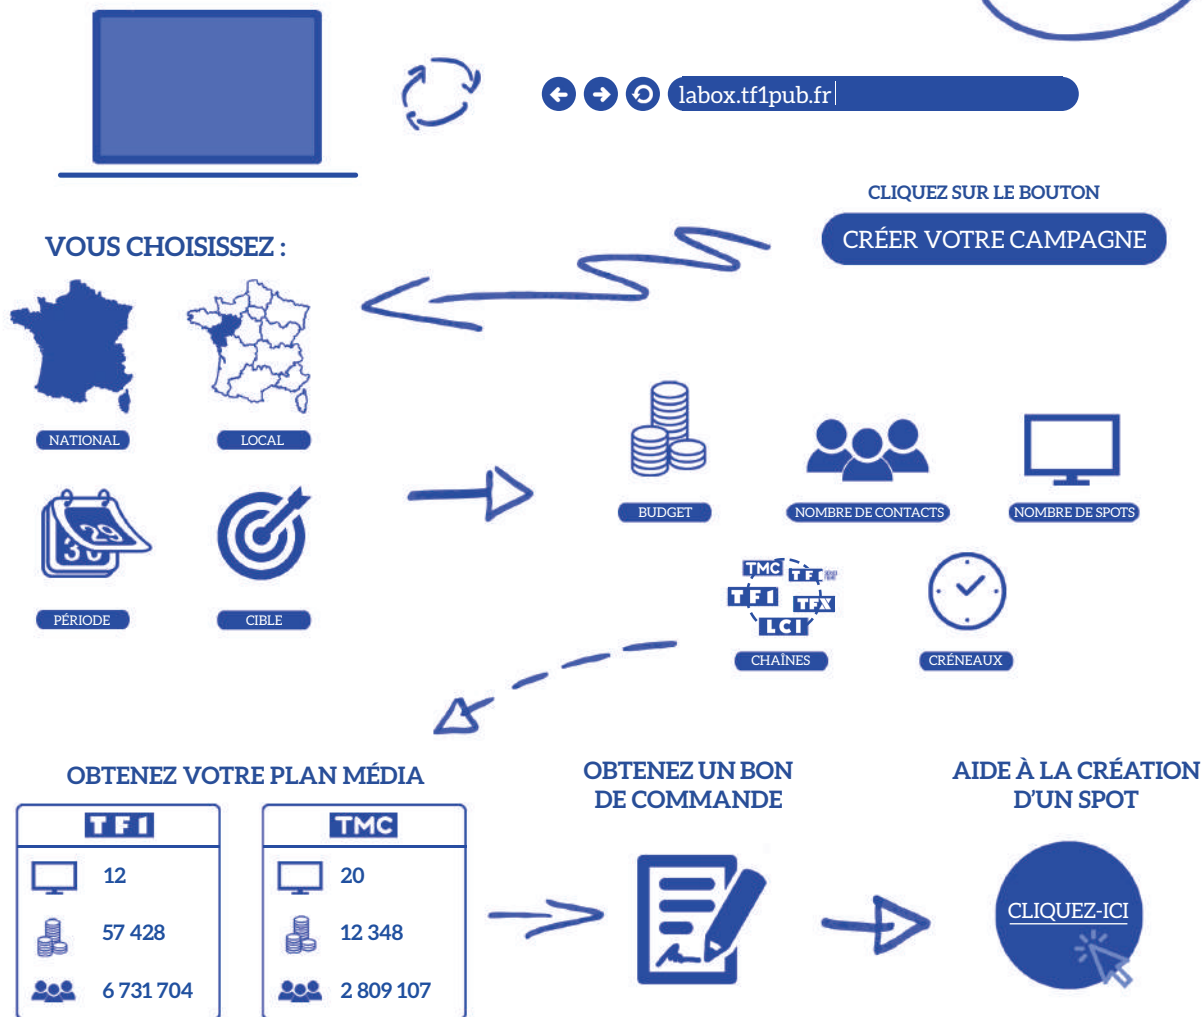 labox.tf1pub.fr
CLIQUEZ SUR LE BOUTON
CRÉER VOTRE CAMPAGNE
VOUS CHOISISSEZ :
NATIONAL
LOCAL
29
30
PÉRIODE
CIBLE
BUDGET
NOMBRE DE CONTACTS
NOMBRE DE SPOTS
TMC
TF1
TF1
TFX
LCI
CHAÎNES
CRÉNEAUX
OBTENEZ VOTRE PLAN MÉDIA
TF1
12
57 428
6 731 704
TMC
20
12 348
2 809 107
OBTENEZ UN BON
DE COMMANDE
AIDE À LA CRÉATION
D'UN SPOT
CLIQUEZ-ICI